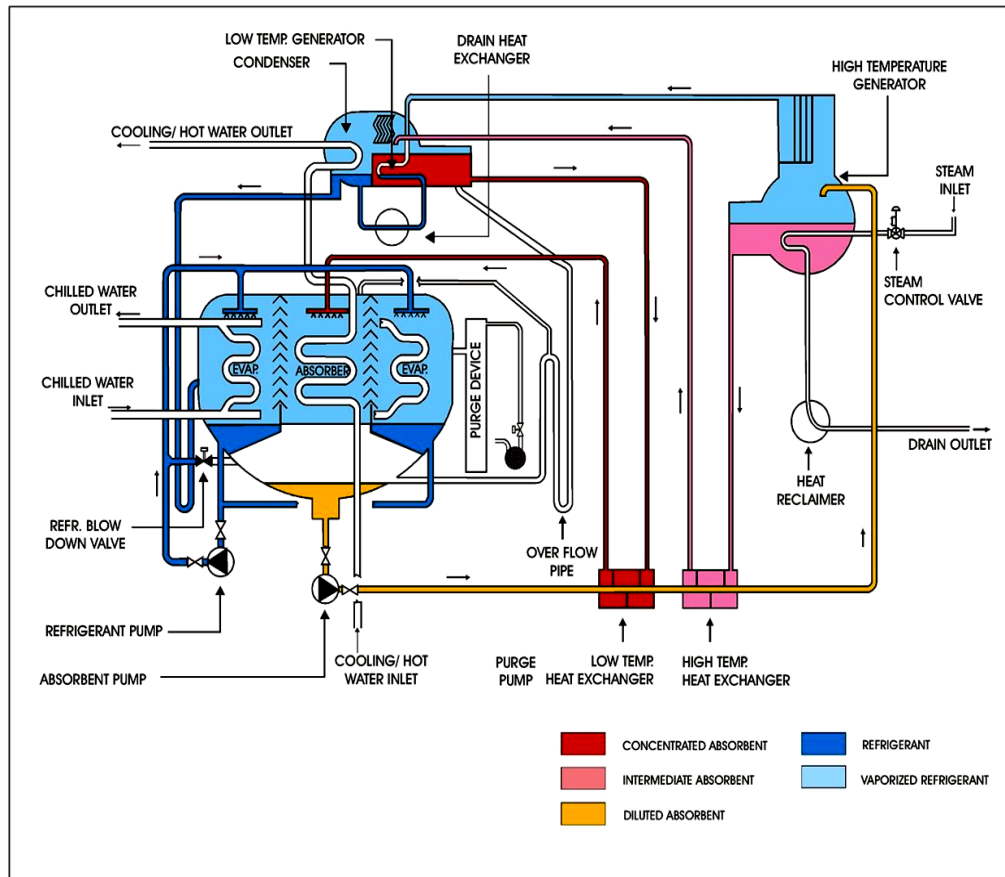 LOW TEMP. GENERATOR
CONDENSER
DRAIN HEAT
EXCHANGER
HIGH TEMPERATURE
GENERATOR
COOLING/ HOT WATER OUTLET
STEAM
INLET
CHILLED WATER
OUTLET
STEAM
CONTROL VALVE
EVAP.
ABSORBER
EVAP.
PURGE DEVICE
CHILLED WATER
INLET
DRAIN OUTLET
HEAT
RECLAIMER
REFR. BLOW
DOWN VALVE
OVER FLOW
PIPE
REFRIGERANT PUMP
ABSORBENT PUMP
COOLING/ HOT
WATER INLET
PURGE
PUMP
LOW TEMP.
HEAT EXCHANGER
HIGH TEMP.
HEAT EXCHANGER
CONCENTRATED ABSORBENT
REFRIGERANT
INTERMEDIATE ABSORBENT
VAPORIZED REFRIGERANT
DILUTED ABSORBENT